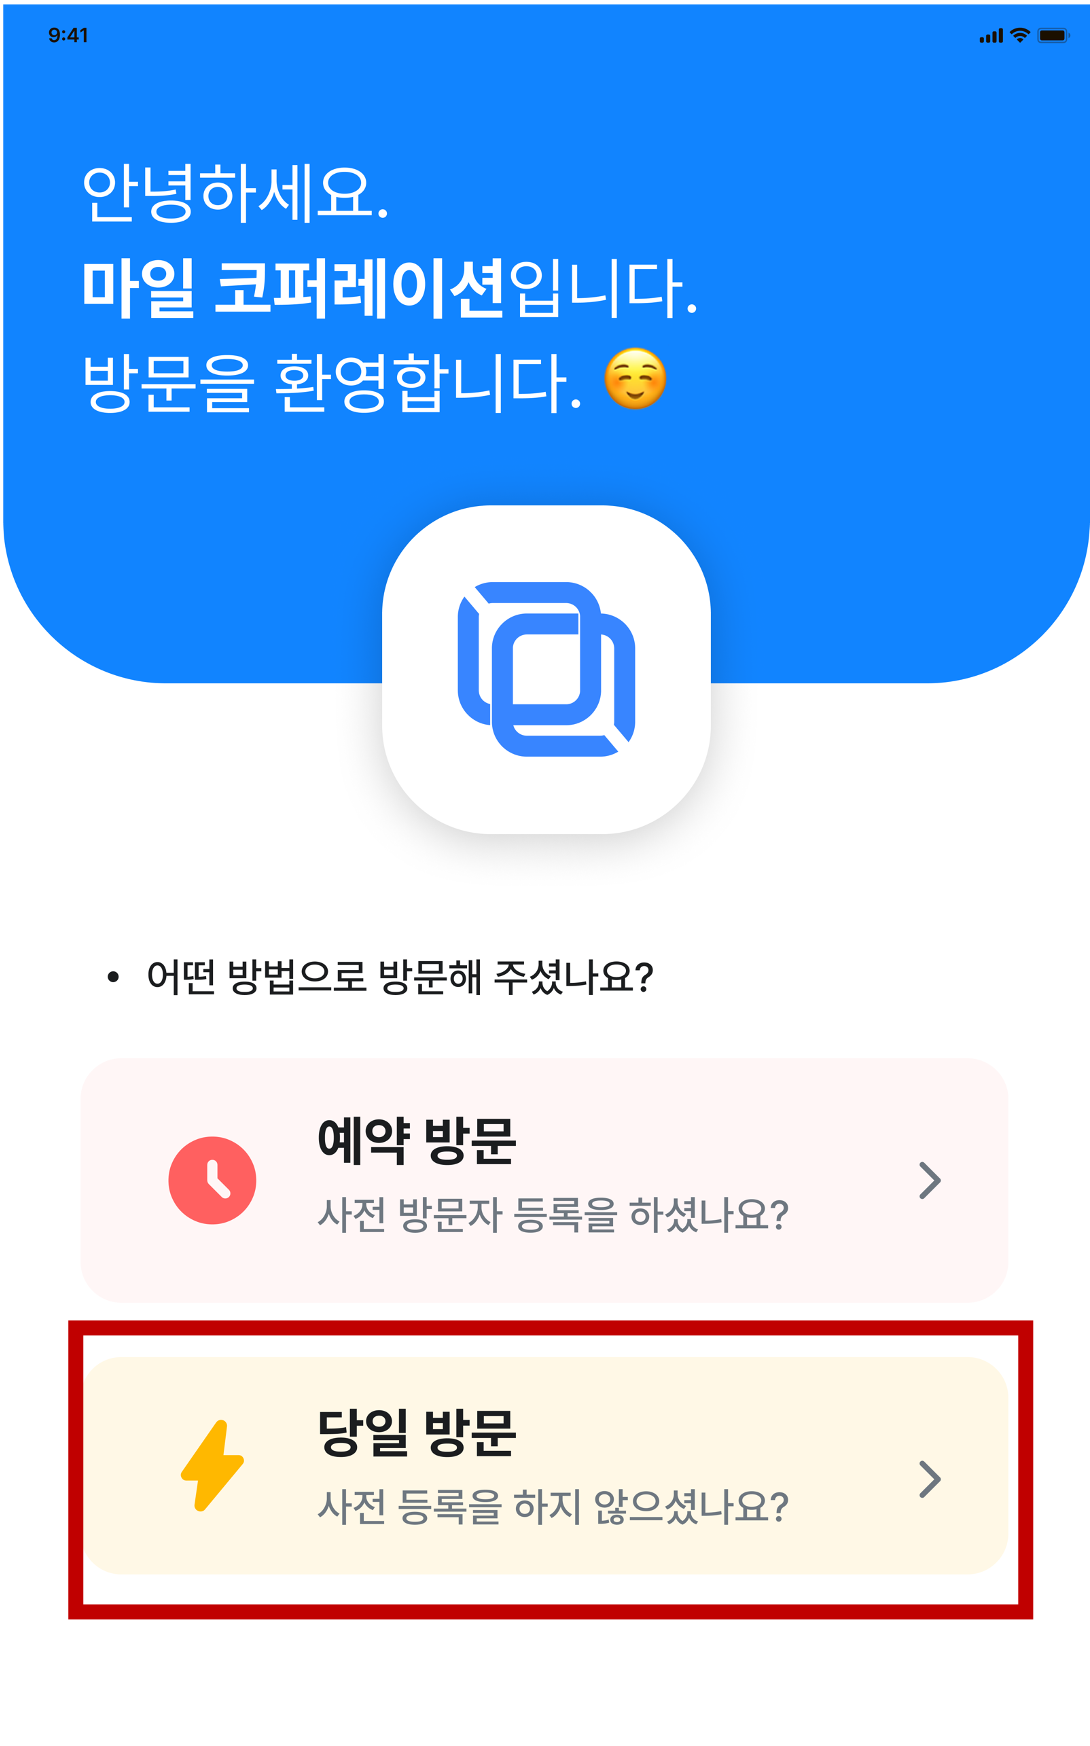 9:41
안녕하세요.
마일 코퍼레이션입니다.
방문을 환영합니다. ☺️
• 어떤 방법으로 방문해 주셨나요?
예약 방문
사전 방문자 등록을 하셨나요?
당일 방문
사전 등록을 하지 않으셨나요?